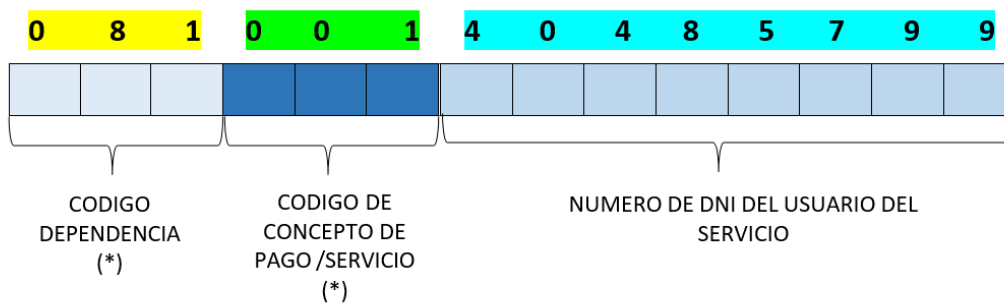 0 8 1 0 0 1 4 0 4 8 5 7 9 9
CODIGO
DEPENDENCIA
(*)
CODIGO DE
CONCEPTO DE
PAGO /SERVICIO
(*)
NUMERO DE DNI DEL USUARIO DEL
SERVICIO